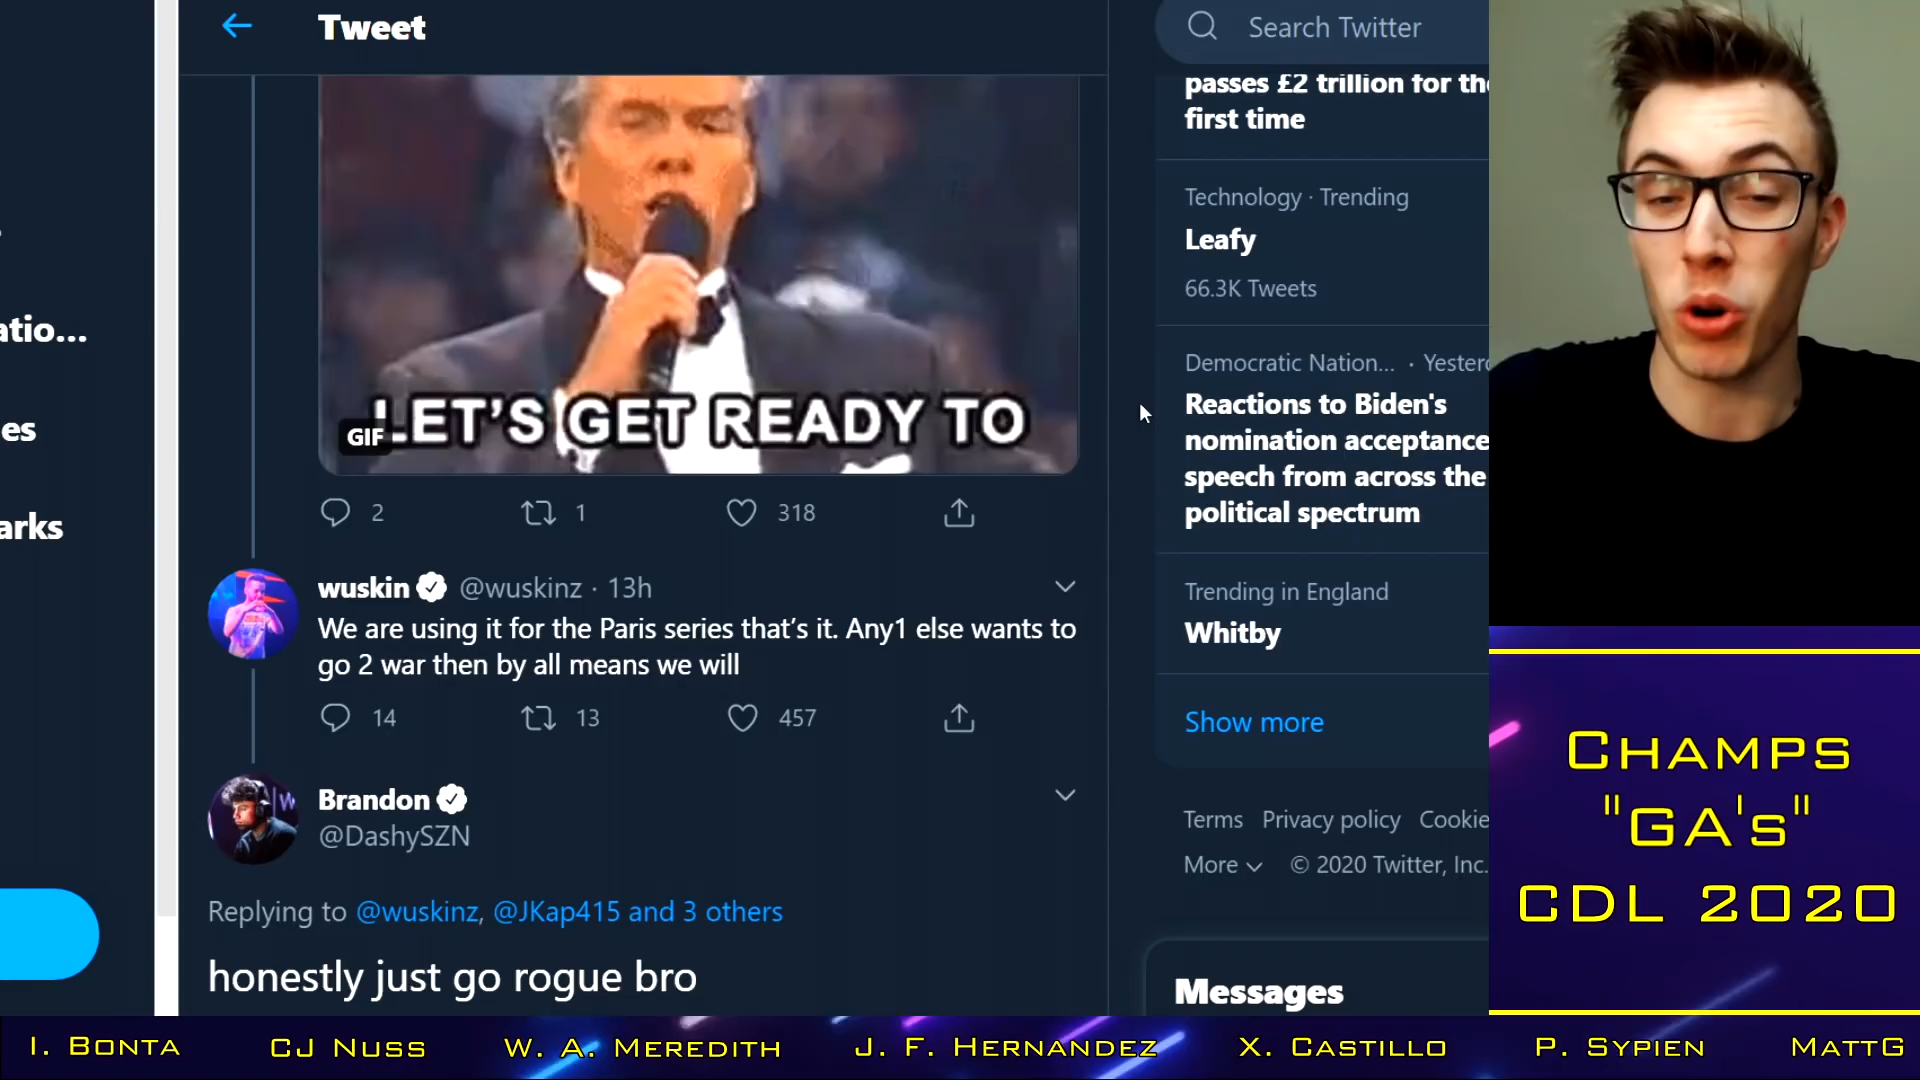 Tweet
Search Twitter
passes £2 trillion for the
first time
Technology · Trending
Leafy
66.3K Tweets
atio...
Democratic Nation... · Yester
Reactions to Biden's
nomination acceptance
speech from across the
political spectrum
es
GIF
LET'S GET READY TO
2 1 318
arks
wuskin @wuskinz · 13h
We are using it for the Paris series that’s it. Any1 else wants to
go 2 war then by all means we will
14 13 457
Trending in England
Whitby
Show more
Brandon
@DashySZN
Terms Privacy policy Cookie
More © 2020 Twitter, Inc.
Replying to @wuskinz, @JKap415 and 3 others
honestly just go rogue bro
Messages
CHAMPS
"GA's"
CDL 2020
I. BONTA CJ NUSS W. A. MEREDITH J. F. HERNANDEZ X. CASTILLO P. SYPIEN MATTG